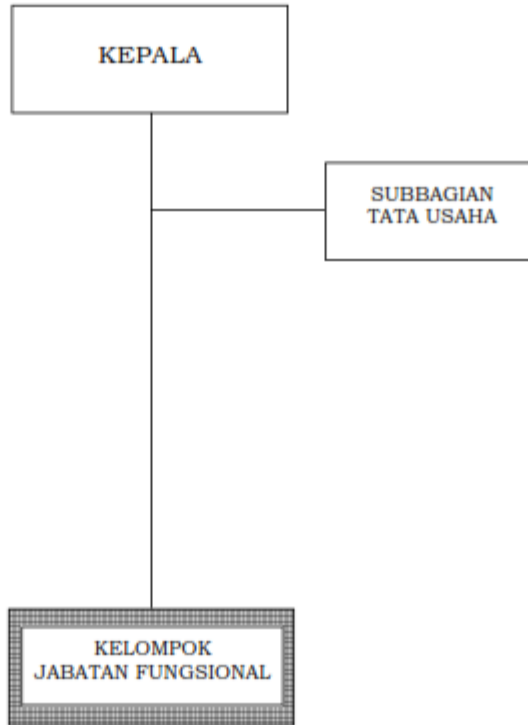 KEPALA
SUBBAGIAN
TATA USAHA
KELOMPOK
JABATAN FUNGSIONAL